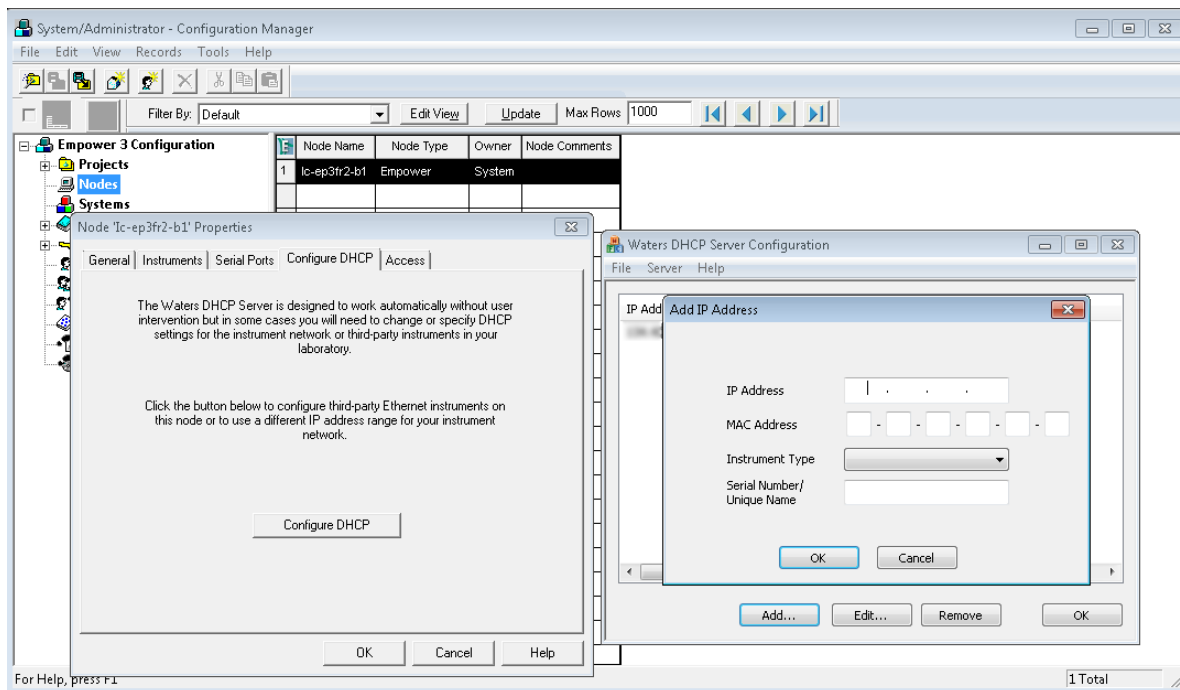 System/Administrator - Configuration Manager
File Edit View Records Tools Help
Filter By: Default Edit View Update Max Rows 1000
Empower 3 Configuration
Projects
Nodes
Systems
Node Name Node Type Owner Node Comments
1 lc-ep3fr2-b1 Empower System
Node 'lc-ep3fr2-b1' Properties
General Instruments Serial Ports Configure DHCP Access
The Waters DHCP Server is designed to work automatically without user
intervention but in some cases you will need to change or specify DHCP
settings for the instrument network or third-party instruments in your
laboratory.
Click the button below to configure third-party Ethernet instruments on
this node or to use a different IP address range for your instrument
network.
Configure DHCP
OK Cancel Help
Waters DHCP Server Configuration
File Server Help
IP Add
Add IP Address
IP Address . . .
MAC Address - - - - -
Instrument Type
Serial Number/
Unique Name
OK Cancel
Add... Edit... Remove OK
For Help, press F1
1 Total